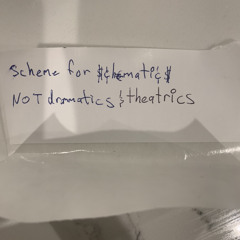 Scheme for $chematic$
NOT dramatics & theatrics